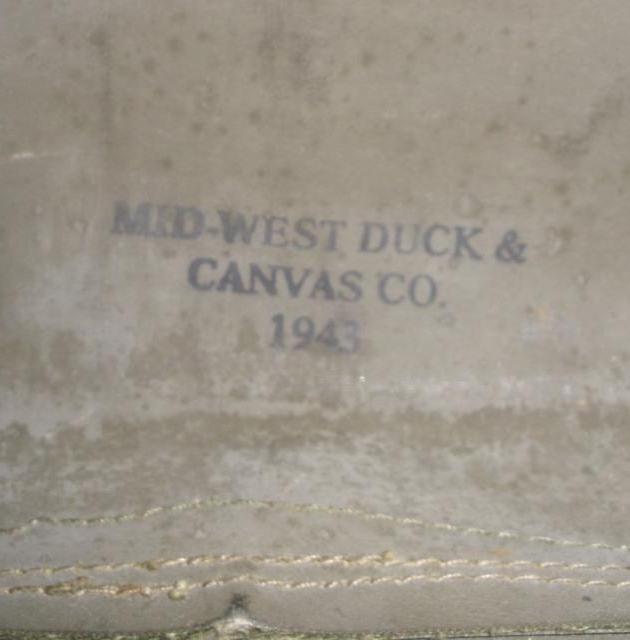 MID-WEST DUCK &
CANVAS CO.
1943